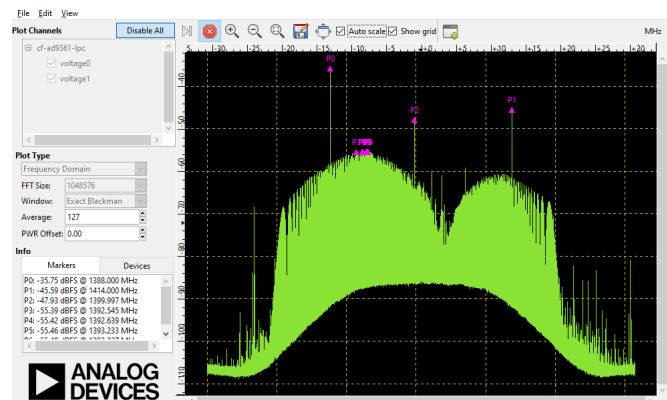 File Edit View
Plot Channels Disable All Auto scale Show grid MHz
5. |-30 |-25 |-20 |-15 |-10 |-5 |+0 |+5 |+10 |+15 |+20 |+25 |+30
cf-ad9361-lpc
voltage0
voltage1
Plot Type
Frequency Domain
FFT Size: 1048576
Window: Exact Blackman
Average: 127
PWR Offset: 0.00
Info
Markers Devices
P0: -35.75 dBFS @ 1388.000 MHz
P1: -45.59 dBFS @ 1414.000 MHz
P2: -47.93 dBFS @ 1399.997 MHz
P3: -55.39 dBFS @ 1392.545 MHz
P4: -55.42 dBFS @ 1392.639 MHz
P5: -55.46 dBFS @ 1393.233 MHz
ANALOG
DEVICES
P0
P2
P1
-40
-50
-60
-70
-80
-90
-100
-110